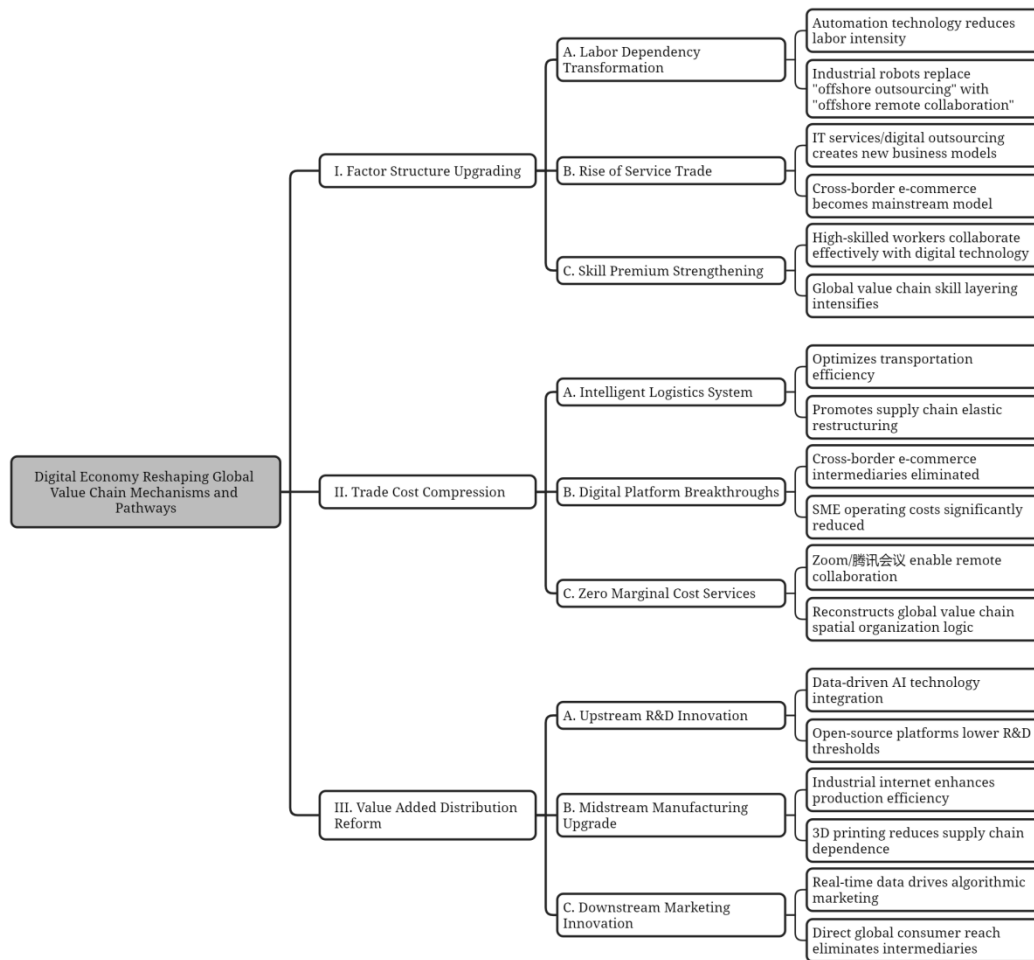 Digital Economy Reshaping Global
Value Chain Mechanisms and
Pathways
I. Factor Structure Upgrading
A. Labor Dependency
Transformation
Automation technology reduces
labor intensity
Industrial robots replace
"offshore outsourcing" with
"offshore remote collaboration"
B. Rise of Service Trade
IT services/digital outsourcing
creates new business models
Cross-border e-commerce
becomes mainstream model
C. Skill Premium Strengthening
High-skilled workers collaborate
effectively with digital technology
Global value chain skill layering
intensifies
II. Trade Cost Compression
A. Intelligent Logistics System
Optimizes transportation
efficiency
Promotes supply chain elastic
restructuring
B. Digital Platform Breakthroughs
Cross-border e-commerce
intermediaries eliminated
SME operating costs significantly
reduced
C. Zero Marginal Cost Services
Zoom/腾讯会议 enable remote
collaboration
Reconstructs global value chain
spatial organization logic
III. Value Added Distribution
Reform
A. Upstream R&D Innovation
Data-driven AI technology
integration
Open-source platforms lower R&D
thresholds
B. Midstream Manufacturing
Upgrade
Industrial internet enhances
production efficiency
3D printing reduces supply chain
dependence
C. Downstream Marketing
Innovation
Real-time data drives algorithmic
marketing
Direct global consumer reach
eliminates intermediaries